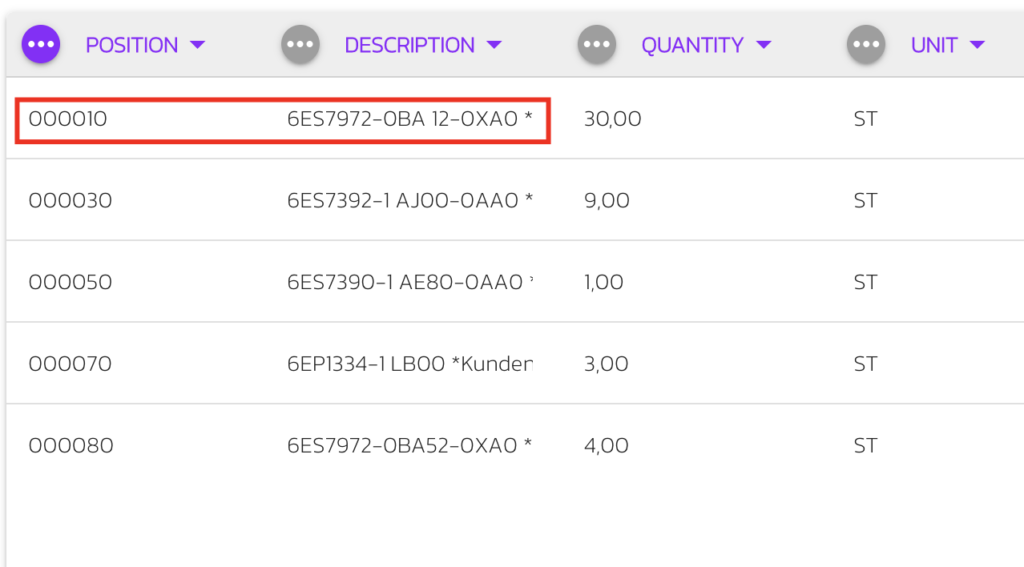 POSITION DESCRIPTION QUANTITY UNIT
000010 6ES7972-0BA 12-0XA0 * 30,00 ST
000030 6ES7392-1 AJ00-0AA0 * 9,00 ST
000050 6ES7390-1 AE80-0AA0 * 1,00 ST
000070 6EP1334-1 LB00 *Kunden 3,00 ST
000080 6ES7972-0BA52-0XA0 * 4,00 ST